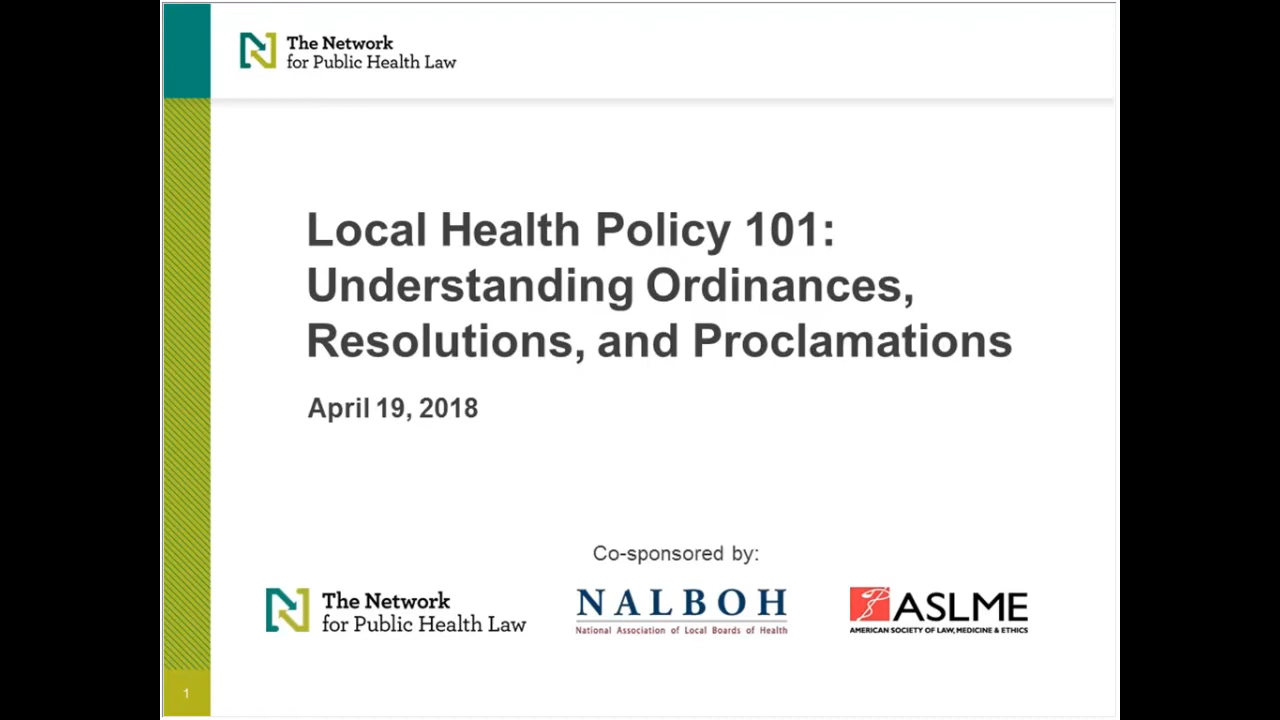 The Network
for Public Health Law
Local Health Policy 101:
Understanding Ordinances,
Resolutions, and Proclamations
April 19, 2018
Co-sponsored by:
The Network
for Public Health Law
NALBOH
National Association of Local Boards of Health
ASLME
AMERICAN SOCIETY OF LAW, MEDICINE & ETHICS
1